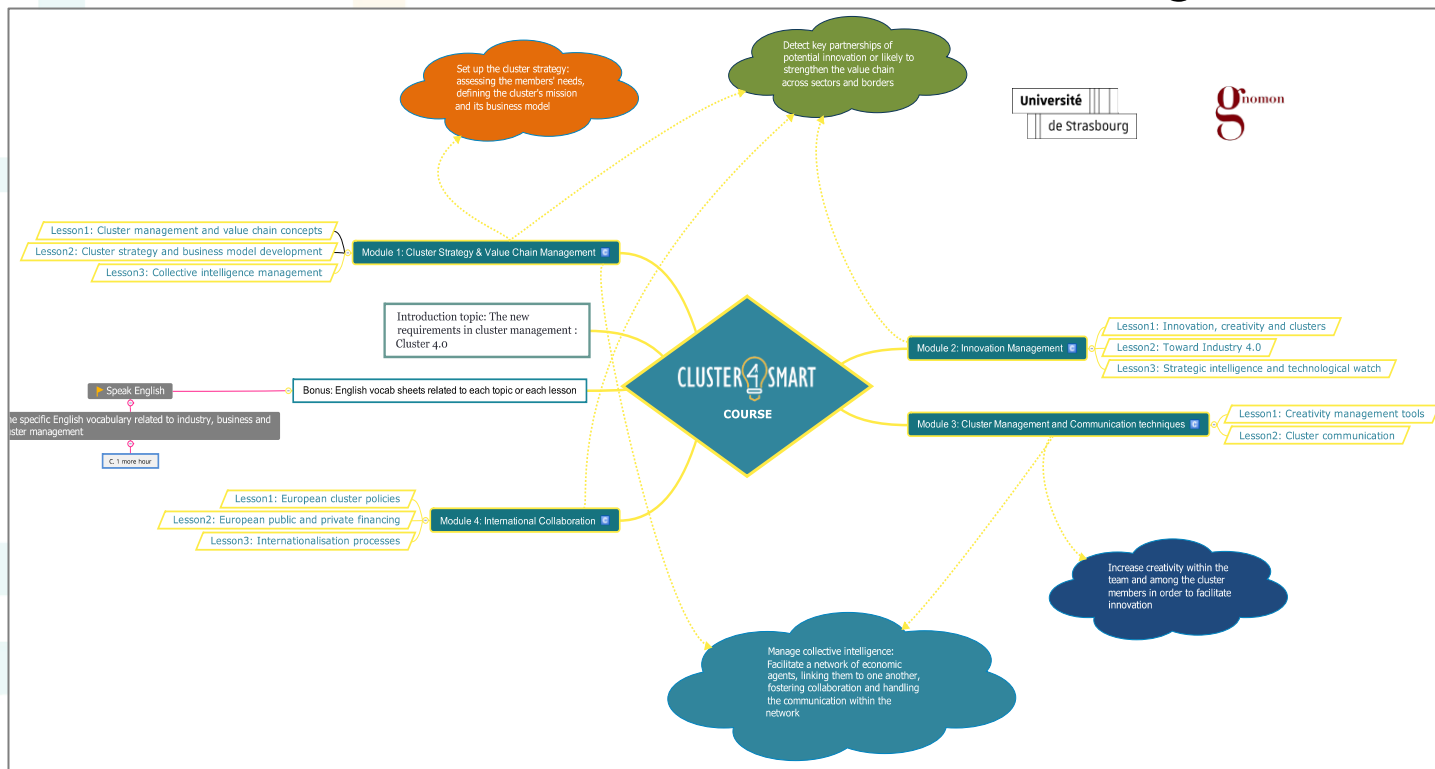 Set up the cluster strategy:
assessing the members' needs,
defining the cluster's mission
and its business model
Detect key partnerships of
potential innovation or likely to
strengthen the value chain
across sectors and borders
Université
de Strasbourg
gnomon
Lesson1: Cluster management and value chain concepts
Lesson2: Cluster strategy and business model development
Lesson3: Collective intelligence management
Module 1: Cluster Strategy & Value Chain Management
Introduction topic: The new
requirements in cluster management :
Cluster 4.0
Speak English
specific English vocabulary related to industry, business and
management
C. 1 more hour
Bonus: English vocab sheets related to each topic or each lesson
CLUSTER4SMART
COURSE
Module 2: Innovation Management
Lesson1: Innovation, creativity and clusters
Lesson2: Toward Industry 4.0
Lesson3: Strategic intelligence and technological watch
Module 3: Cluster Management and Communication techniques
Lesson1: Creativity management tools
Lesson2: Cluster communication
Lesson1: European cluster policies
Lesson2: European public and private financing
Lesson3: Internationalisation processes
Module 4: International Collaboration
Increase creativity within the
team and among the cluster
members in order to facilitate
innovation
Manage collective intelligence:
Facilitate a network of economic
agents, linking them to one another,
fostering collaboration and handling
the communication within the
network